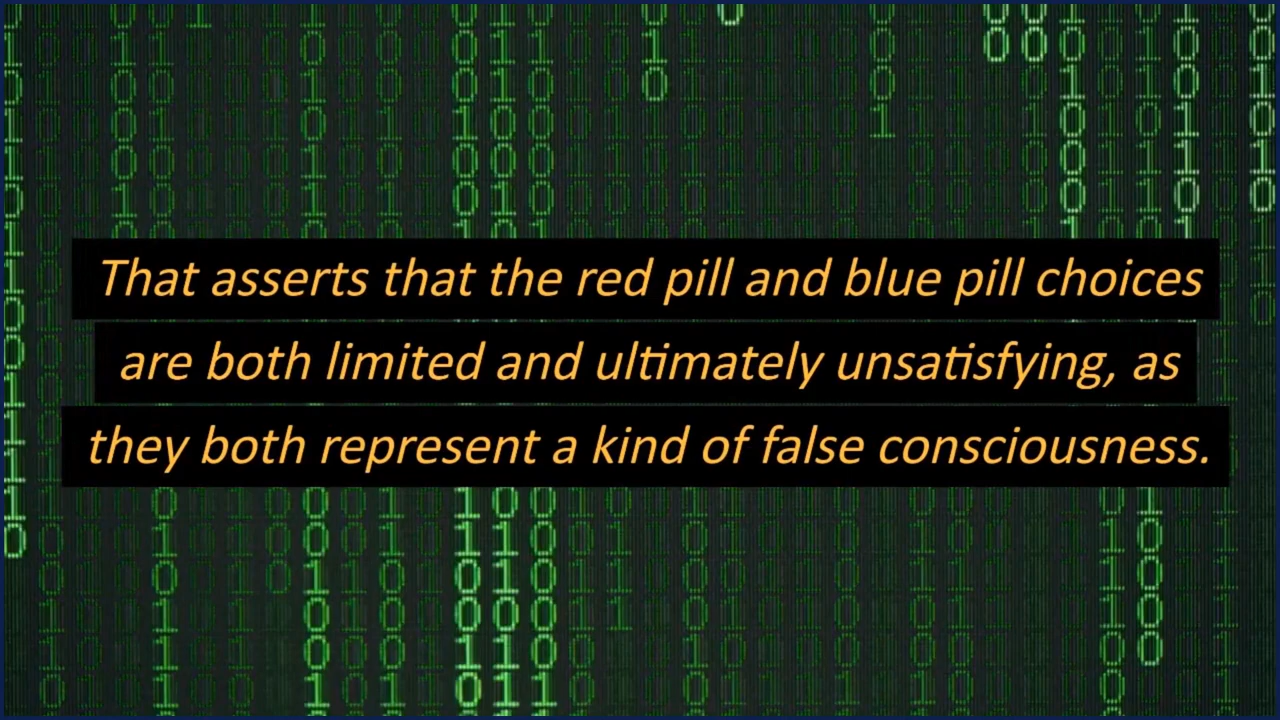 That asserts that the red pill and blue pill choices
are both limited and ultimately unsatisfying, as
they both represent a kind of false consciousness.